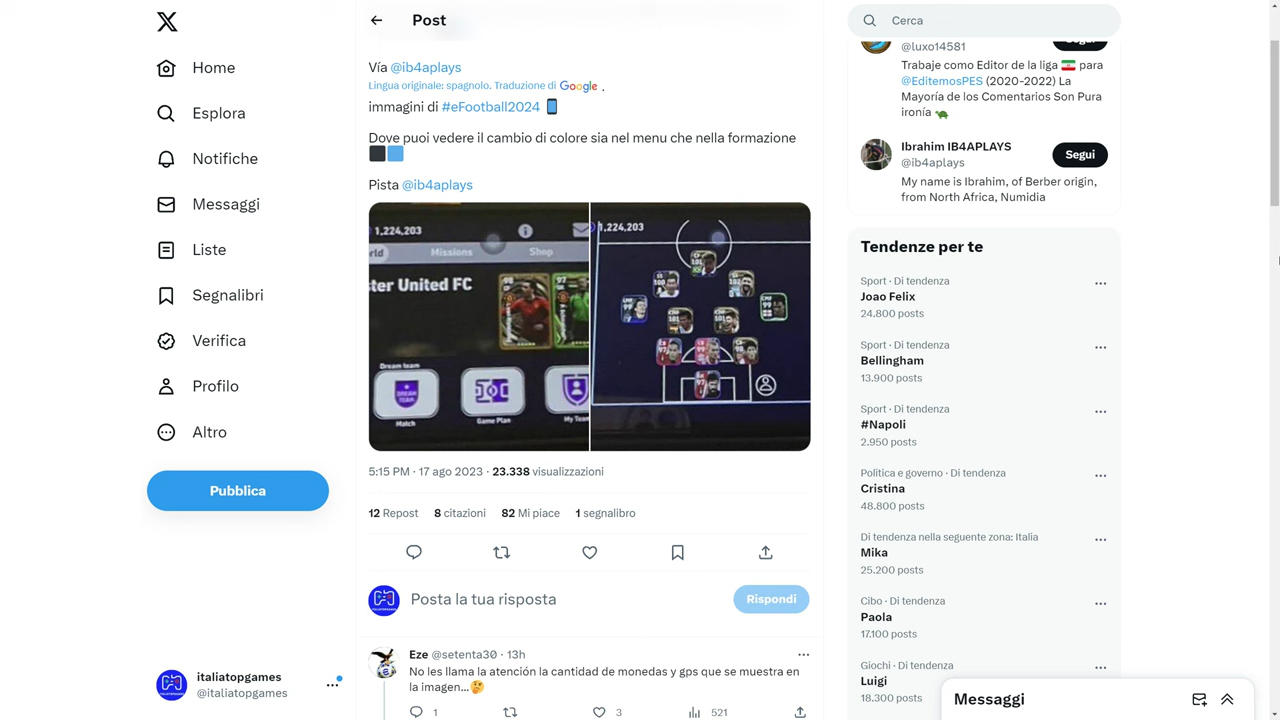 Post
Cerca
Home
Esplora
Notifiche
Messaggi
Liste
Segnalibri
Verifica
Profilo
Altro
Pubblica
italiatopgames
@italiatopgames
Vía @ib4aplays
Lingua originale: spagnolo. Traduzione di Google .
immagini di #eFootball2024
Dove puoi vedere il cambio di colore sia nel menu che nella formazione
Pista @ib4aplays
1,224,203
Missions
Shop
ster United FC
Dream team
DREAM TEAM
Match
Game Plan
My Team
1,224,203
5:15 PM · 17 ago 2023 · 23.338 visualizzazioni
12 Repost 8 citazioni 82 Mi piace 1 segnalibro
Posta la tua risposta
Rispondi
Eze @setenta30 · 13h
No les llama la atención la cantidad de monedas y gps que se muestra en
la imagen...
1 3 521
@luxo14581
Segui
Trabaje como Editor de la liga para
@EditemosPES (2020-2022) La
Mayoría de los Comentarios Son Pura
ironía
Ibrahim IB4APLAYS
@ib4aplays
Segui
My name is Ibrahim, of Berber origin,
from North Africa, Numidia
Tendenze per te
Sport · Di tendenza
Joao Felix
24.800 posts
Sport · Di tendenza
Bellingham
13.900 posts
Sport · Di tendenza
#Napoli
2.950 posts
Politica e governo · Di tendenza
Cristina
48.800 posts
Di tendenza nella seguente zona: Italia
Mika
25.200 posts
Cibo · Di tendenza
Paola
17.100 posts
Giochi · Di tendenza
Luigi
18.300 posts
Messaggi